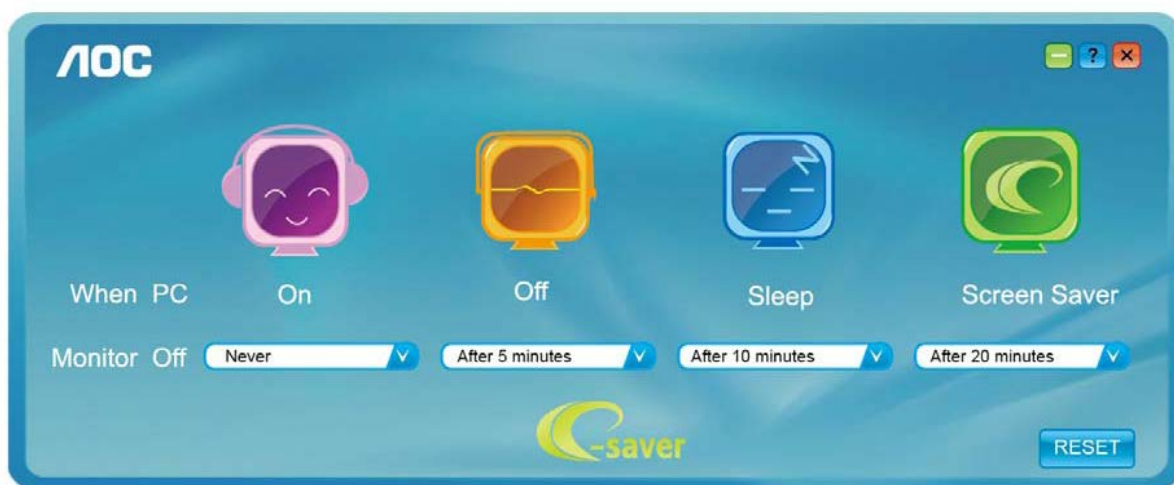 AOC
?
When PC On Off Sleep Screen Saver
Monitor Off Never After 5 minutes After 10 minutes After 20 minutes
e-saver
RESET